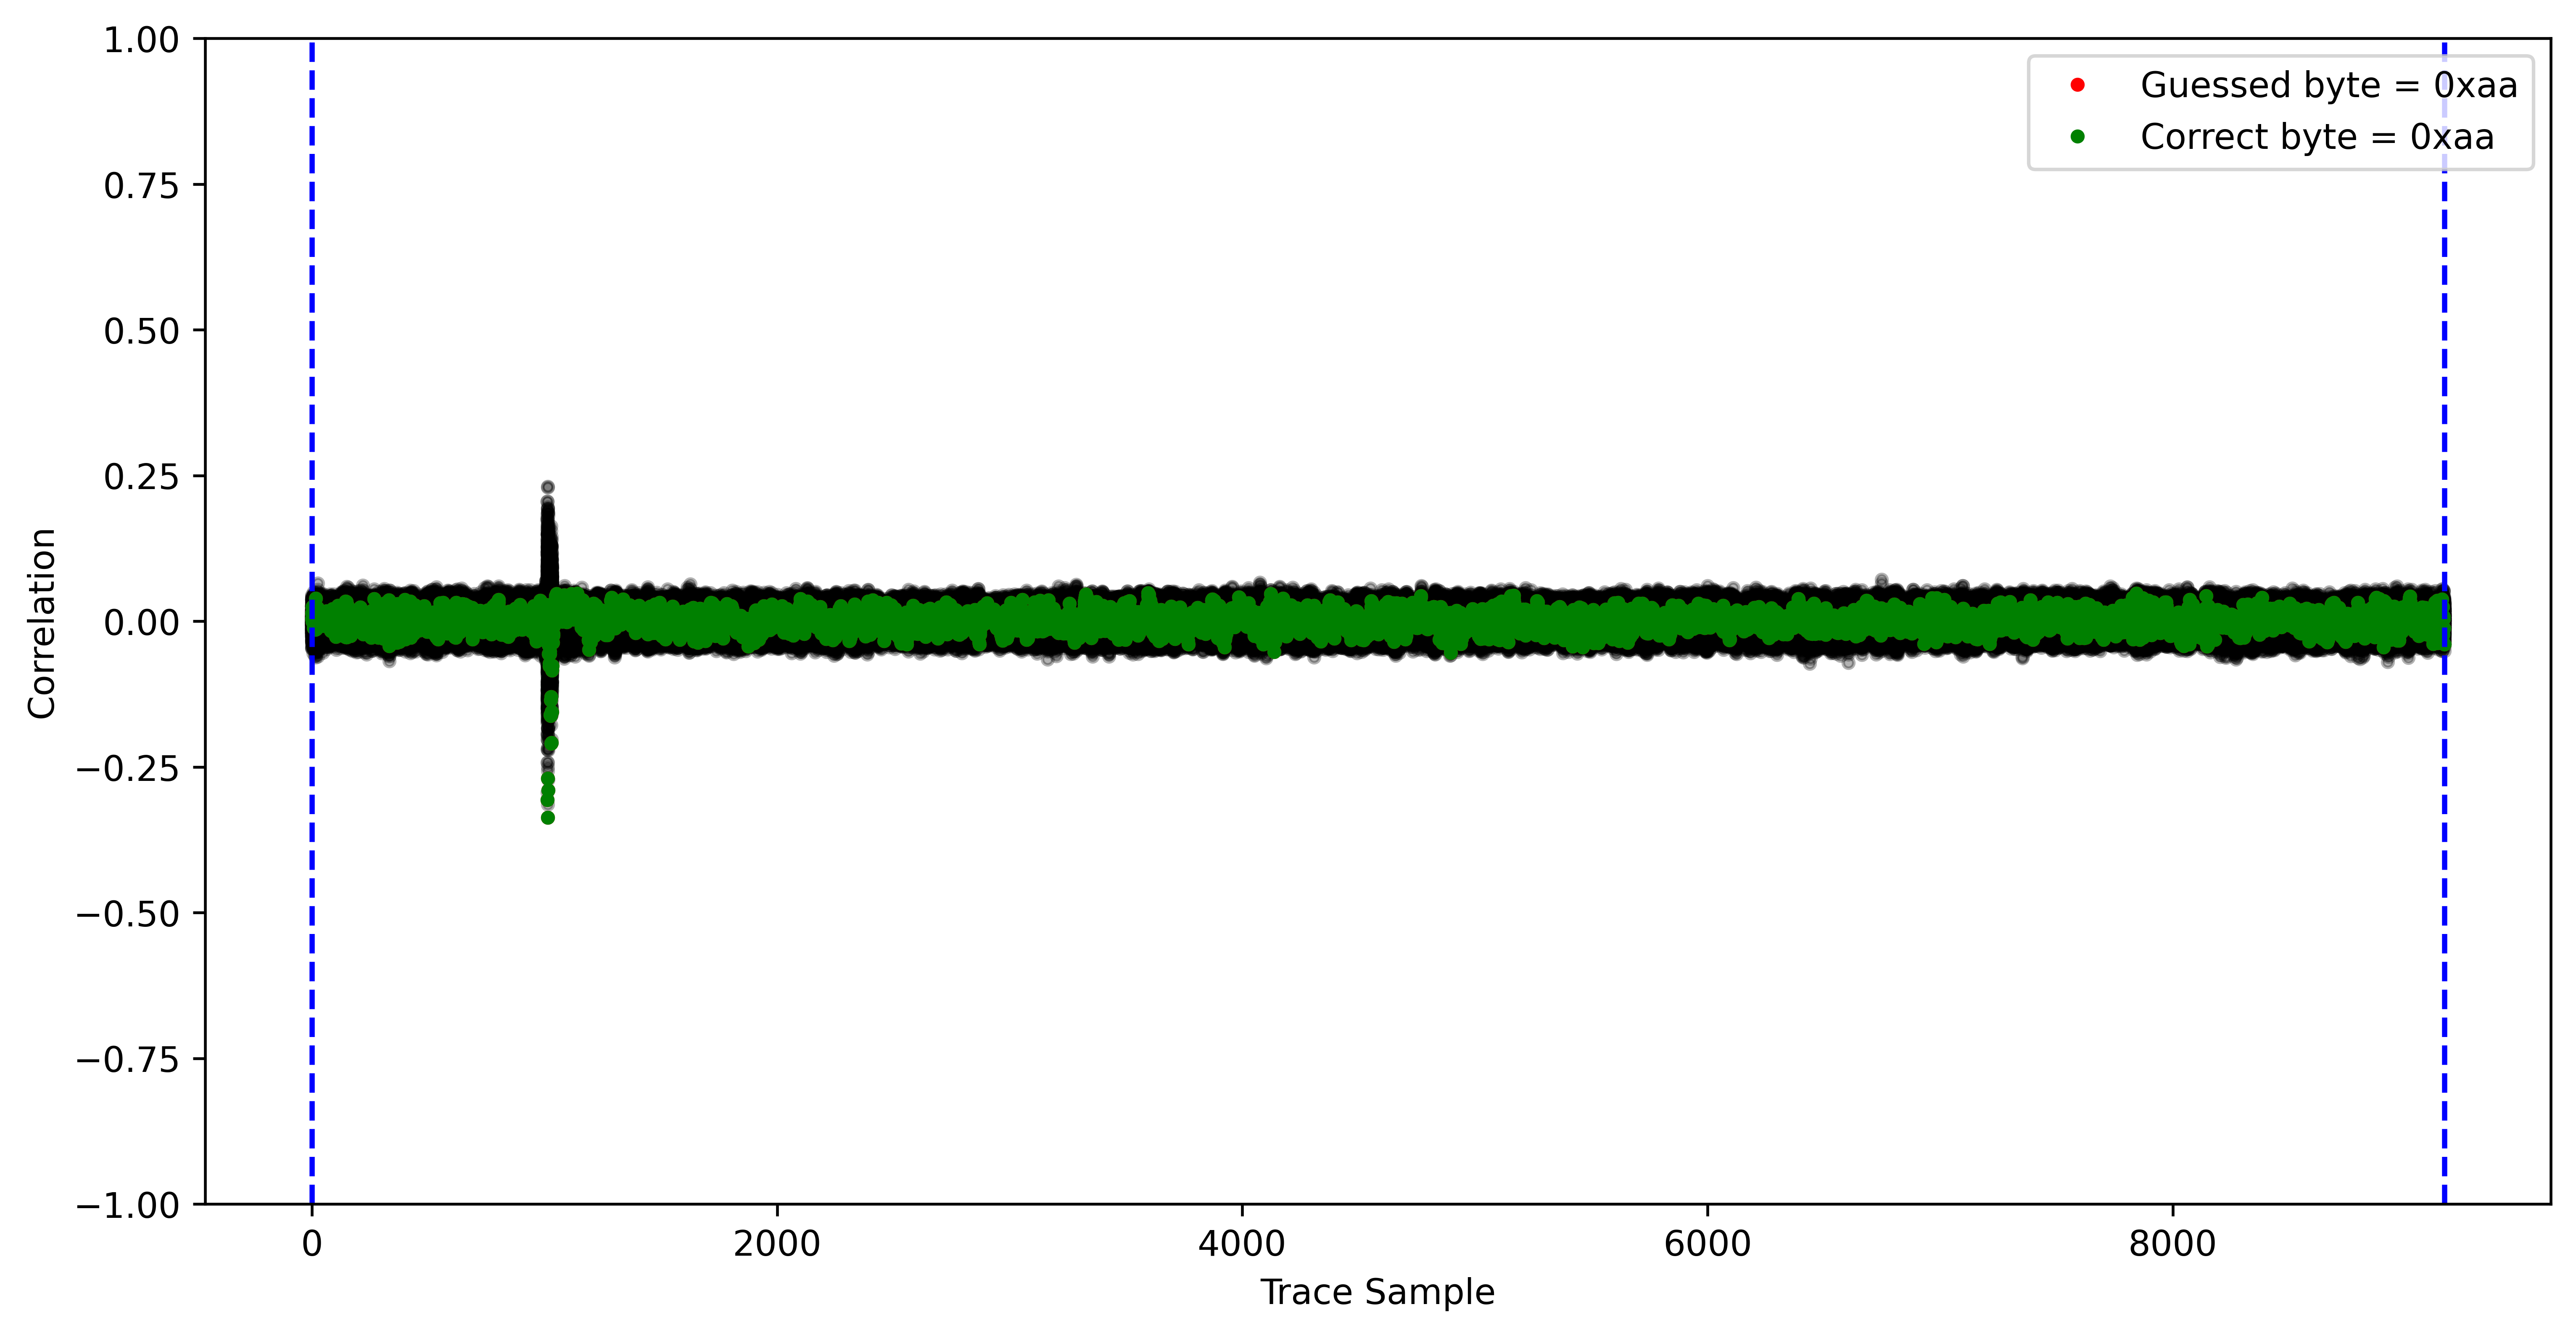 Guessed byte = 0xaa
Correct byte = 0xaa
1.00
0.75
0.50
0.25
0.00
−0.25
−0.50
−0.75
−1.00
Correlation
0 2000 4000 6000 8000
Trace Sample